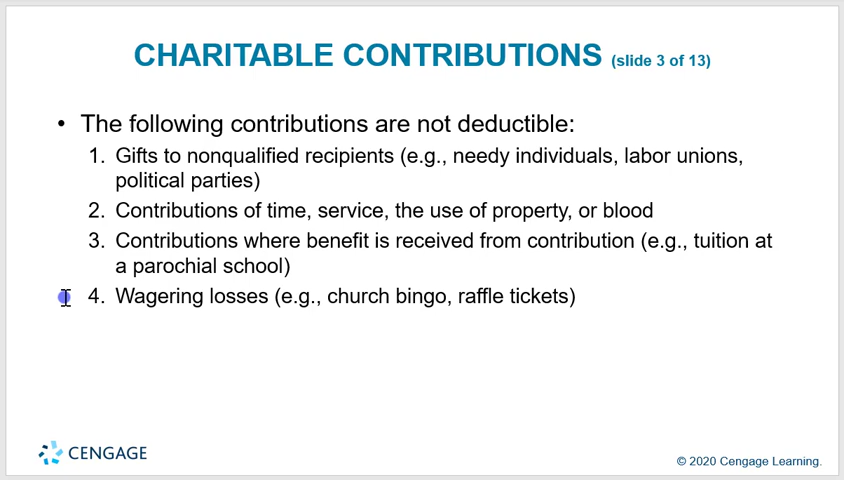 CHARITABLE CONTRIBUTIONS (slide 3 of 13)
• The following contributions are not deductible:
1. Gifts to nonqualified recipients (e.g., needy individuals, labor unions,
political parties)
2. Contributions of time, service, the use of property, or blood
3. Contributions where benefit is received from contribution (e.g., tuition at
a parochial school)
4. Wagering losses (e.g., church bingo, raffle tickets)
CENGAGE
© 2020 Cengage Learning.